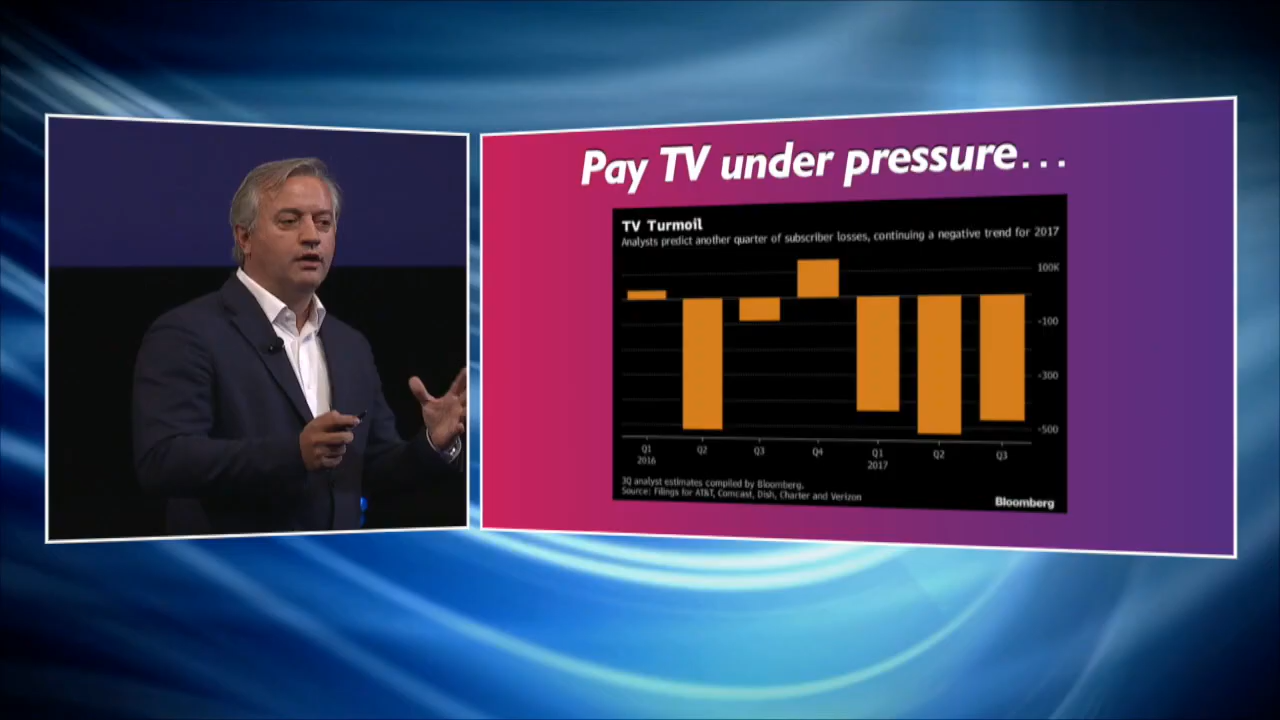 Pay TV under pressure...
TV Turmoil
Analysts predict another quarter of subscriber losses, continuing a negative trend for 2017
100K
-100
-300
-500
Q1 Q2 Q3 Q4 Q1 Q2 Q3
2016 2017
3Q analyst estimates compiled by Bloomberg.
Source: Filings for AT&T, Comcast, Dish, Charter and Verizon
Bloomberg